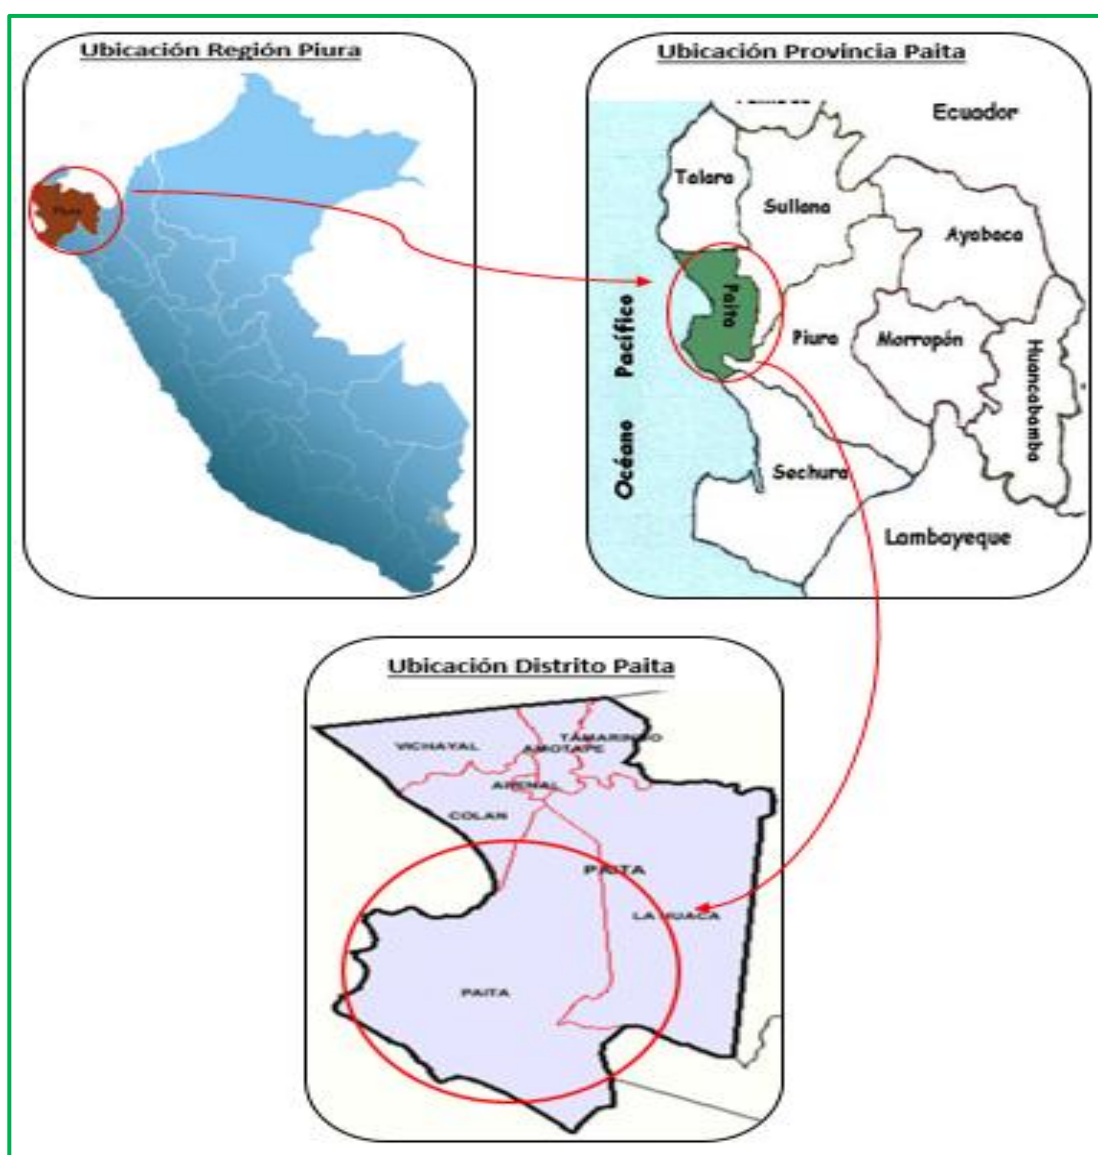 Ubicación Región Piura
Piura
Ubicación Provincia Paita
Ecuador
Talara
Sullana
Ayabaca
Paita
Océano Pacífico
Piura
Morropón
Huancabamba
Sechura
Lambayeque
Ubicación Distrito Paita
TAMARINDO
VICHAYAL
AMOTAPE
ARENAL
COLAN
PAITA
LA HUACA
PAITA